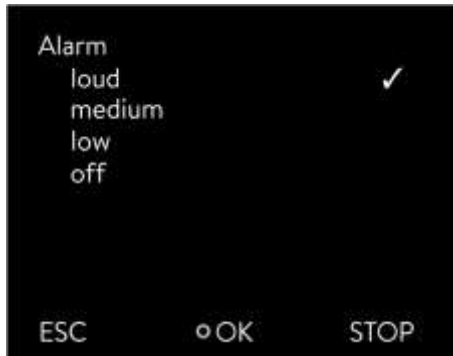 Alarm
loud ✓
medium
low
off
ESC OK STOP